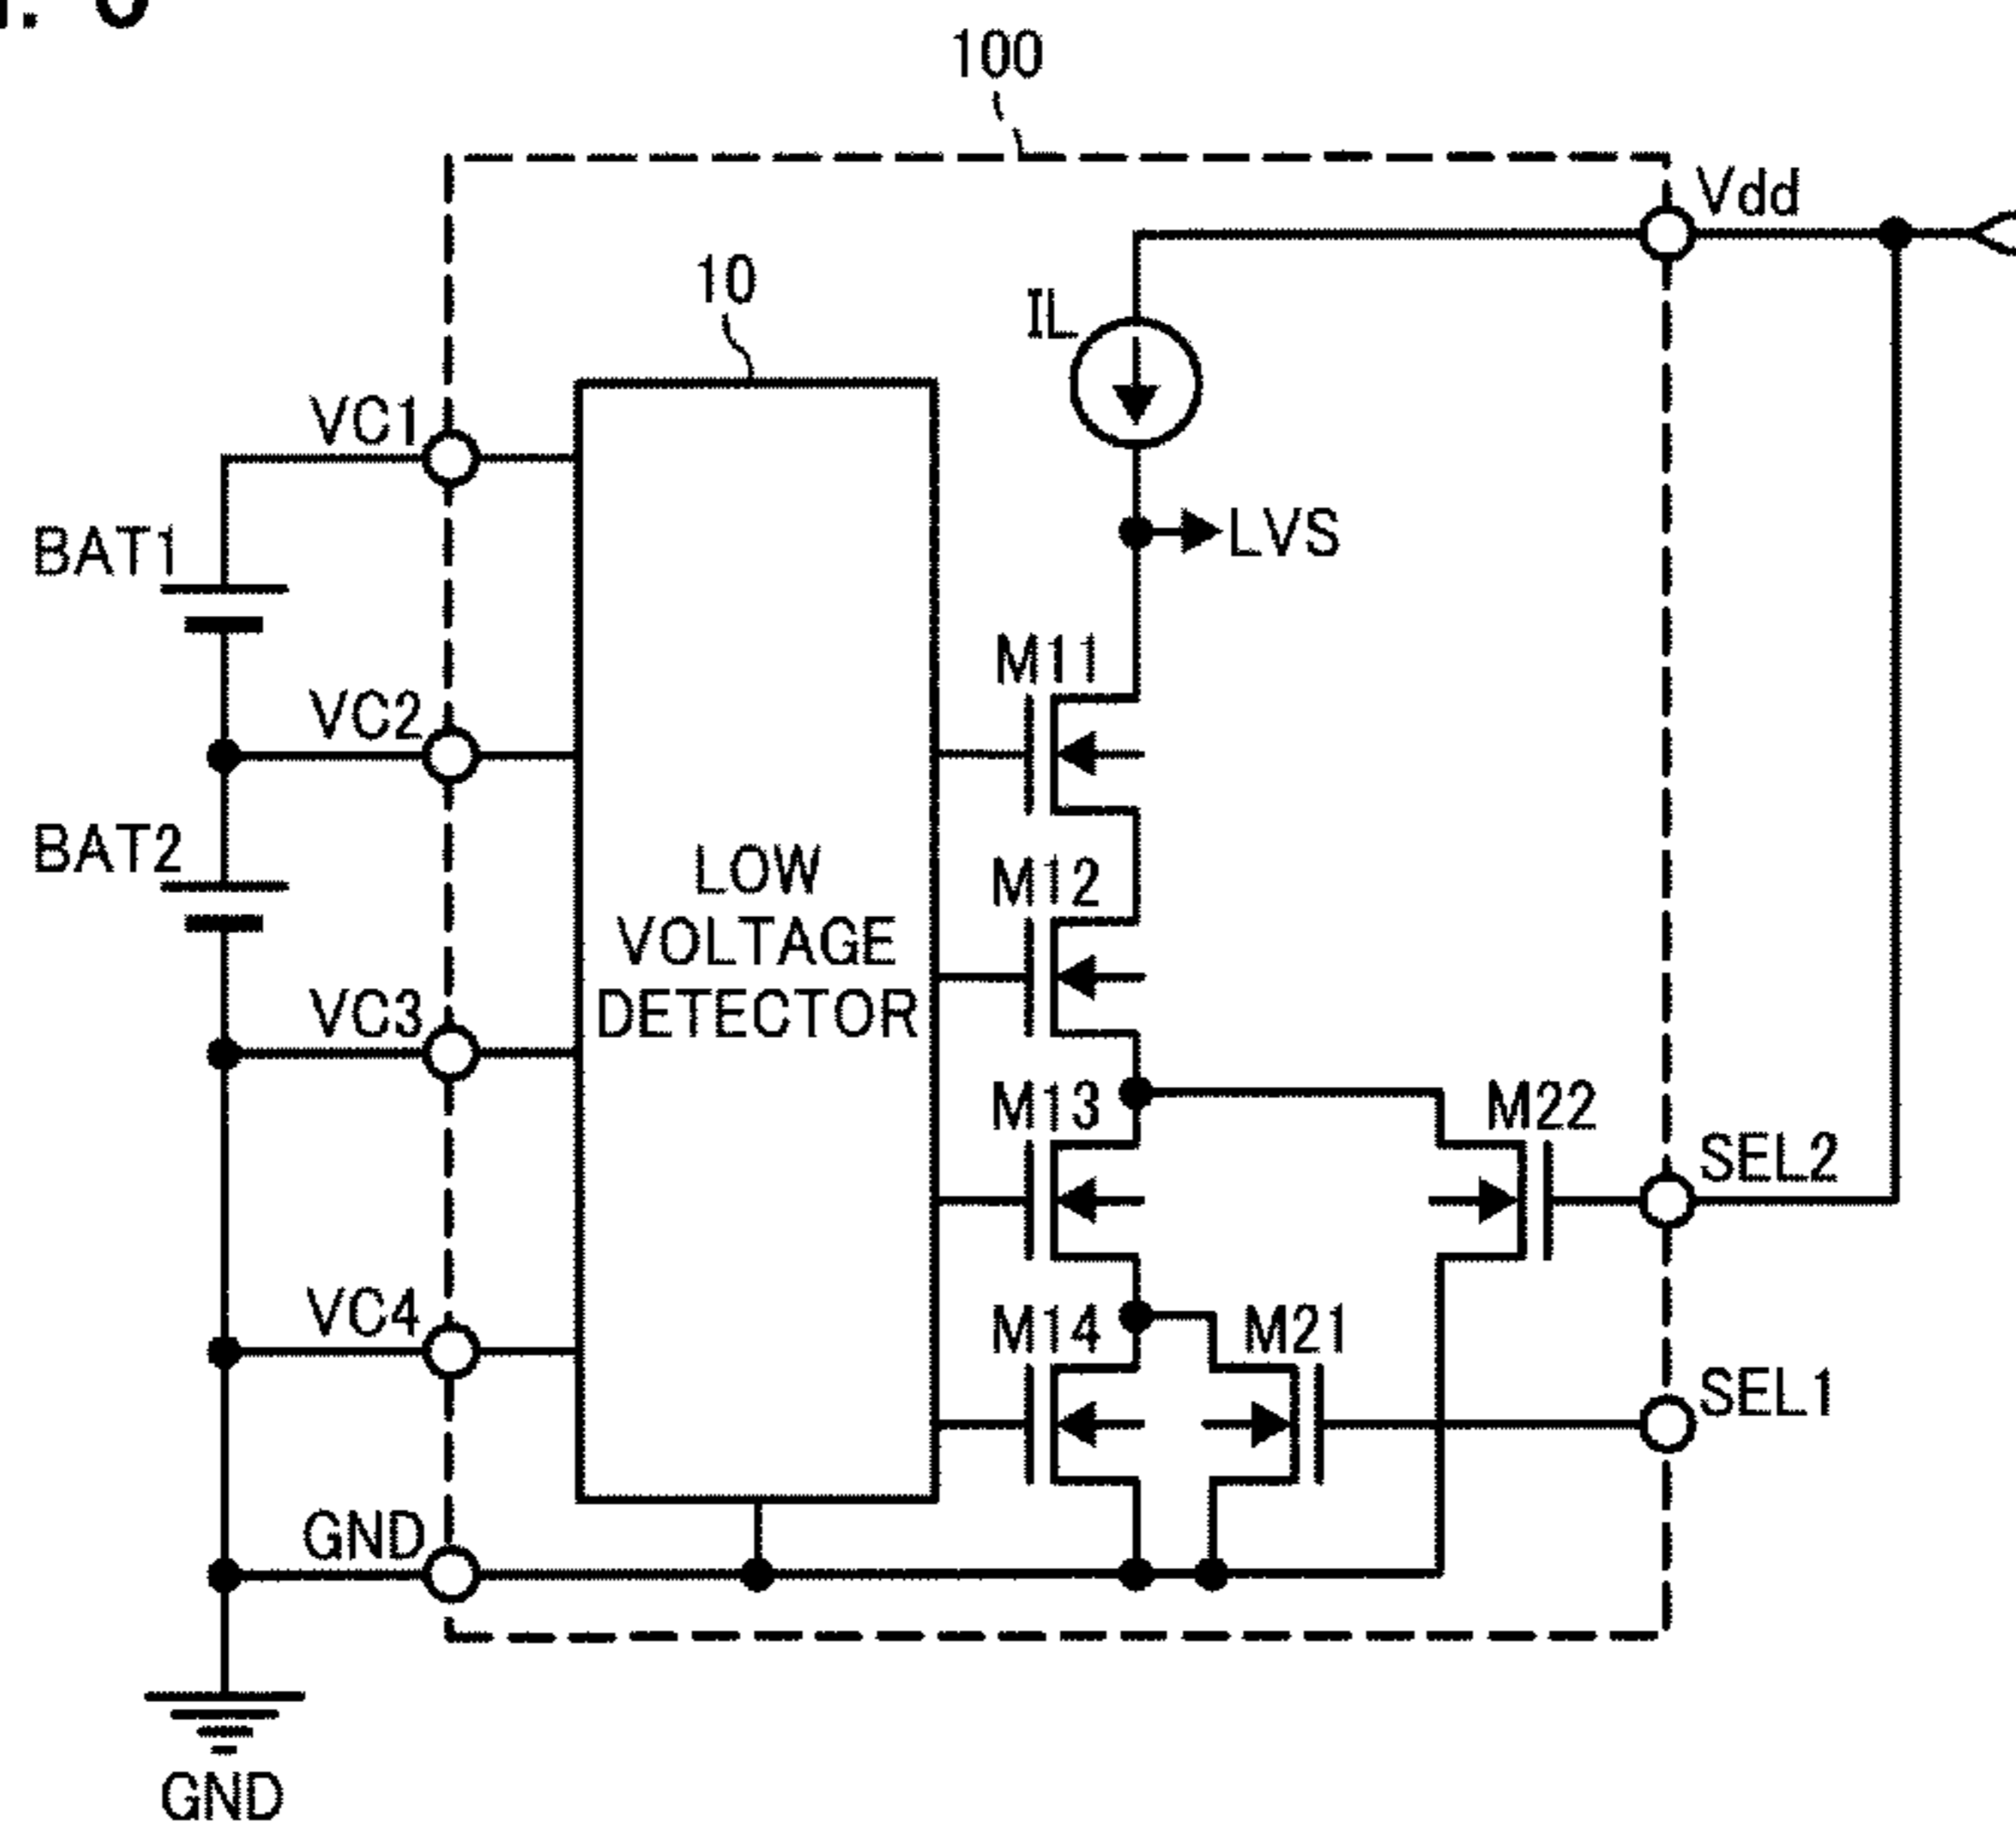 100
Vdd
10
IL
VC1
LVS
BAT1
M11
VC2
BAT2
M12
LOW
VOLTAGE
DETECTOR
VC3
M13
M22
SEL2
VC4
M14
M21
SEL1
GND
GND